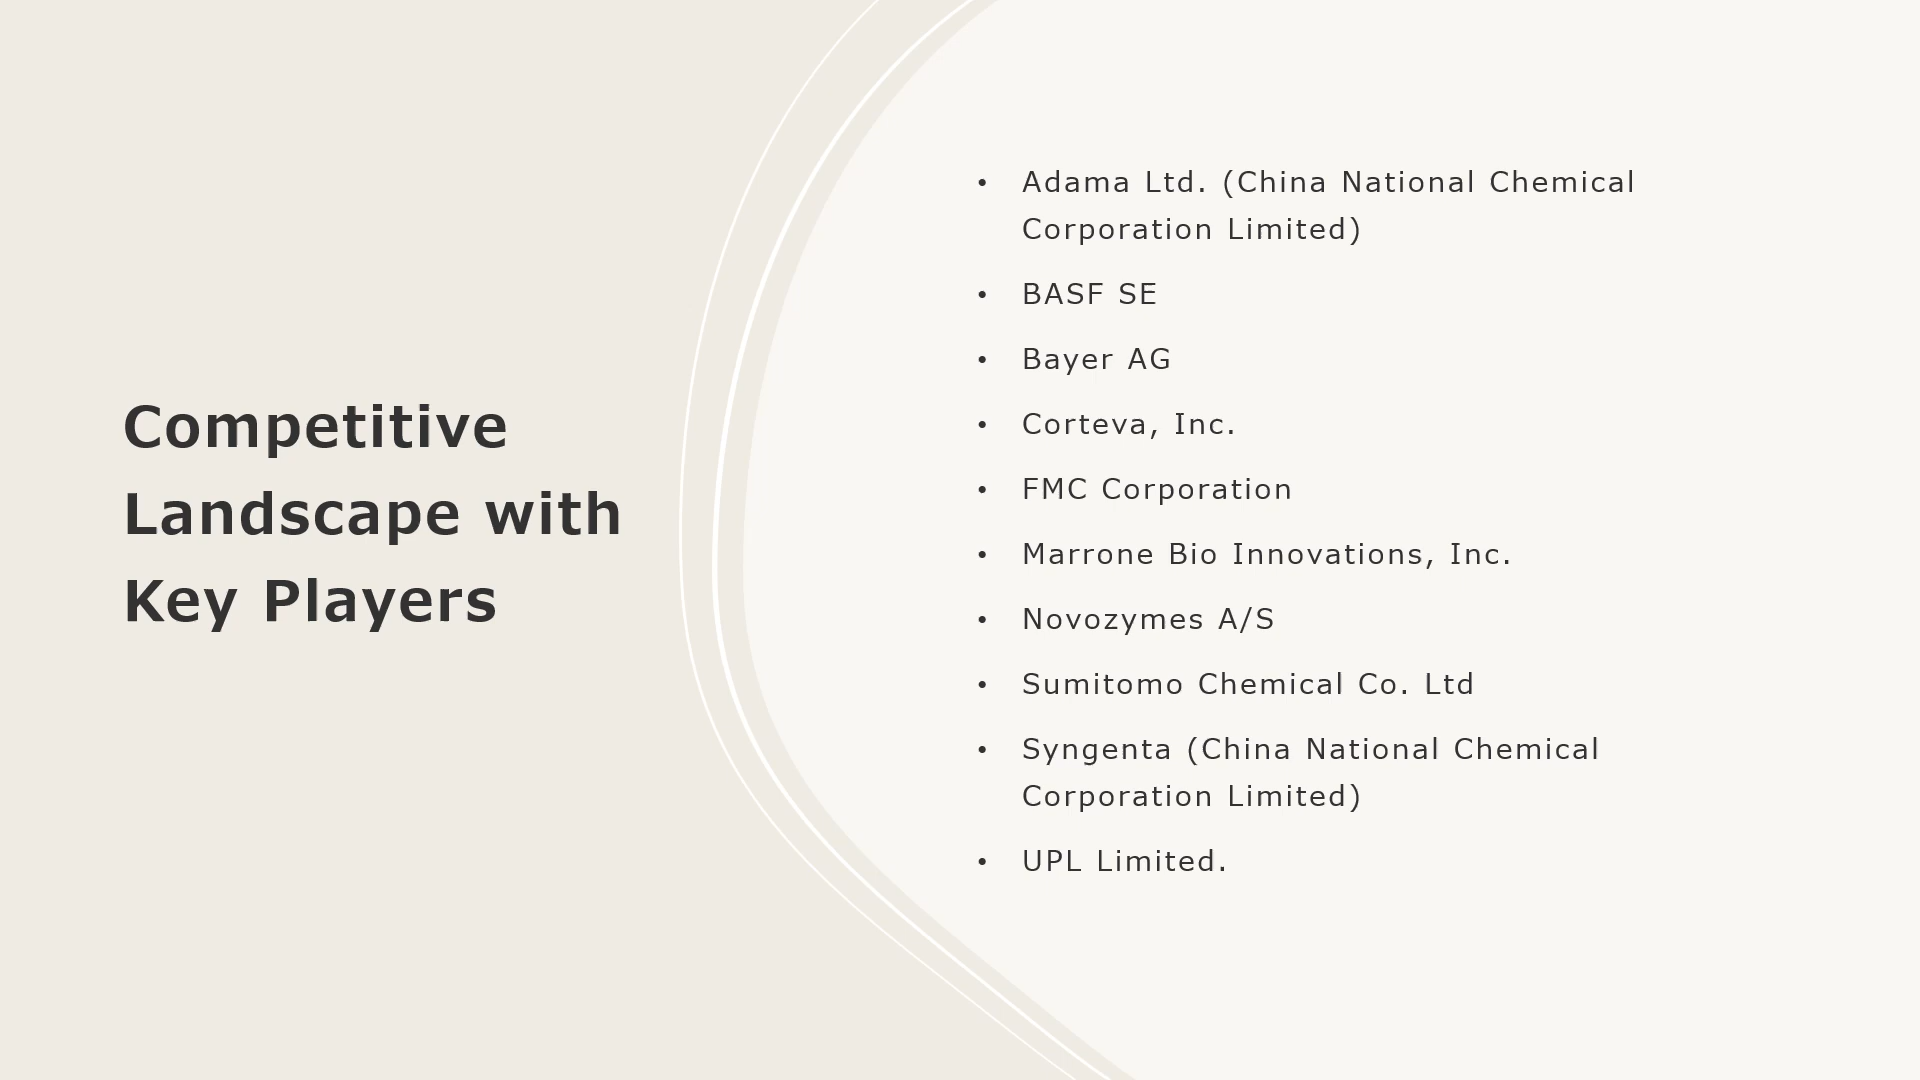 Competitive
Landscape with
Key Players
• Adama Ltd. (China National Chemical
Corporation Limited)
• BASF SE
• Bayer AG
• Corteva, Inc.
• FMC Corporation
• Marrone Bio Innovations, Inc.
• Novozymes A/S
• Sumitomo Chemical Co. Ltd
• Syngenta (China National Chemical
Corporation Limited)
• UPL Limited.